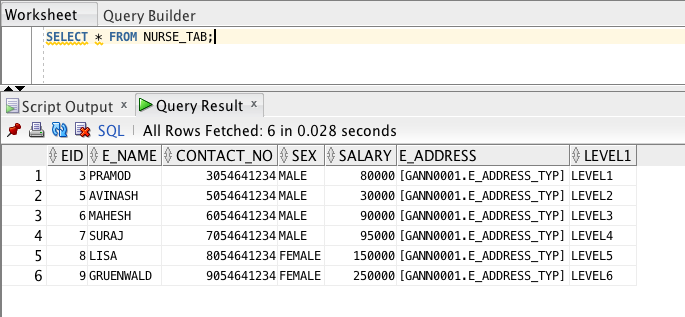 Worksheet Query Builder
SELECT * FROM NURSE_TAB;
Script Output x Query Result x
SQL | All Rows Fetched: 6 in 0.028 seconds
EID E_NAME CONTACT_NO SEX SALARY E_ADDRESS LEVEL1
1 3 PRAMOD 3054641234 MALE 80000 [GANN0001.E_ADDRESS_TYP] LEVEL1
2 5 AVINASH 5054641234 MALE 30000 [GANN0001.E_ADDRESS_TYP] LEVEL2
3 6 MAHESH 6054641234 MALE 90000 [GANN0001.E_ADDRESS_TYP] LEVEL3
4 7 SURAJ 7054641234 MALE 95000 [GANN0001.E_ADDRESS_TYP] LEVEL4
5 8 LISA 8054641234 FEMALE 150000 [GANN0001.E_ADDRESS_TYP] LEVEL5
6 9 GRUENWALD 9054641234 FEMALE 250000 [GANN0001.E_ADDRESS_TYP] LEVEL6